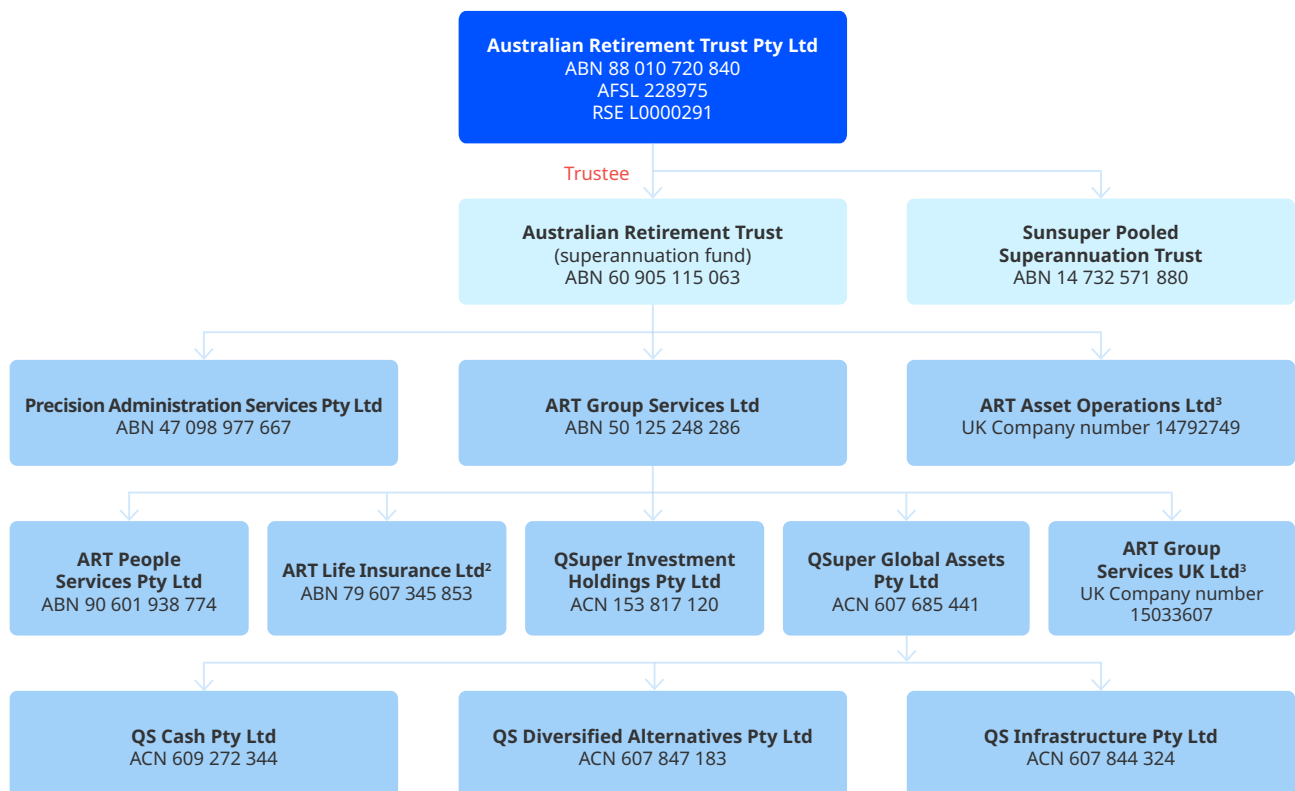 Australian Retirement Trust Pty Ltd
ABN 88 010 720 840
AFSL 228975
RSE L0000291
Trustee
Australian Retirement Trust
(superannuation fund)
ABN 60 905 115 063
Sunsuper Pooled
Superannuation Trust
ABN 14 732 571 880
Precision Administration Services Pty Ltd
ABN 47 098 977 667
ART Group Services Ltd
ABN 50 125 248 286
ART Asset Operations Ltd³
UK Company number 14792749
ART People
Services Pty Ltd
ABN 90 601 938 774
ART Life Insurance Ltd²
ABN 79 607 345 853
QSuper Investment
Holdings Pty Ltd
ACN 153 817 120
QSuper Global Assets
Pty Ltd
ACN 607 685 441
ART Group
Services UK Ltd³
UK Company number
15033607
QS Cash Pty Ltd
ACN 609 272 344
QS Diversified Alternatives Pty Ltd
ACN 607 847 183
QS Infrastructure Pty Ltd
ACN 607 844 324